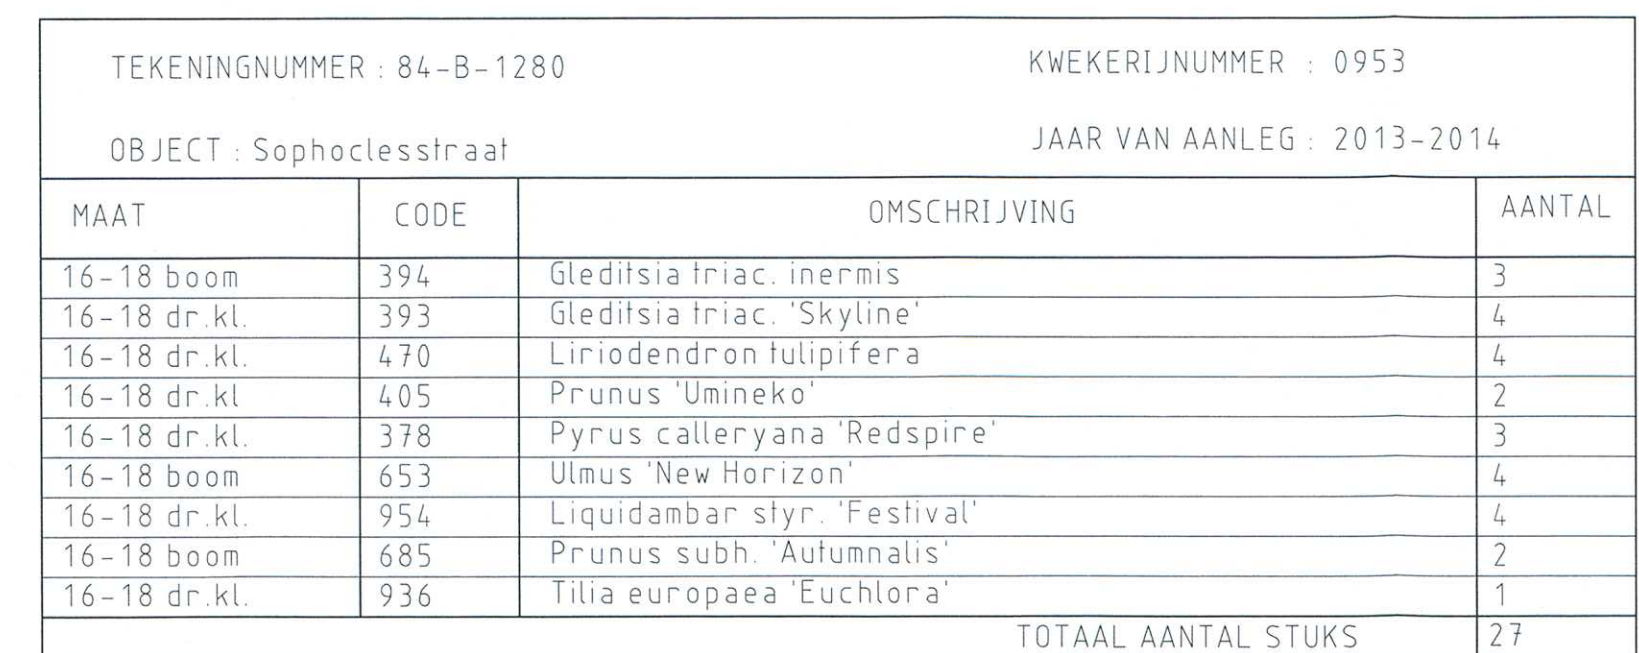 TEKENINGNUMMER : 84-B-1280 KWEKERIJNUMMER : 0953
OBJECT : Sophoclesstraat JAAR VAN AANLEG : 2013-2014
MAAT CODE OMSCHRIJVING AANTAL
16-18 boom 394 Gleditsia triac. inermis 3
16-18 dr.kl. 393 Gleditsia triac. 'Skyline' 4
16-18 dr.kl. 470 Liriodendron tulipifera 4
16-18 dr.kl 405 Prunus 'Umineko' 2
16-18 dr.kl. 378 Pyrus calleryana 'Redspire' 3
16-18 boom 653 Ulmus 'New Horizon' 4
16-18 dr.kl. 954 Liquidambar styr. 'Festival' 4
16-18 boom 685 Prunus subh. 'Autumnalis' 2
16-18 dr.kl. 936 Tilia europaea 'Euchlora' 1
TOTAAL AANTAL STUKS 27